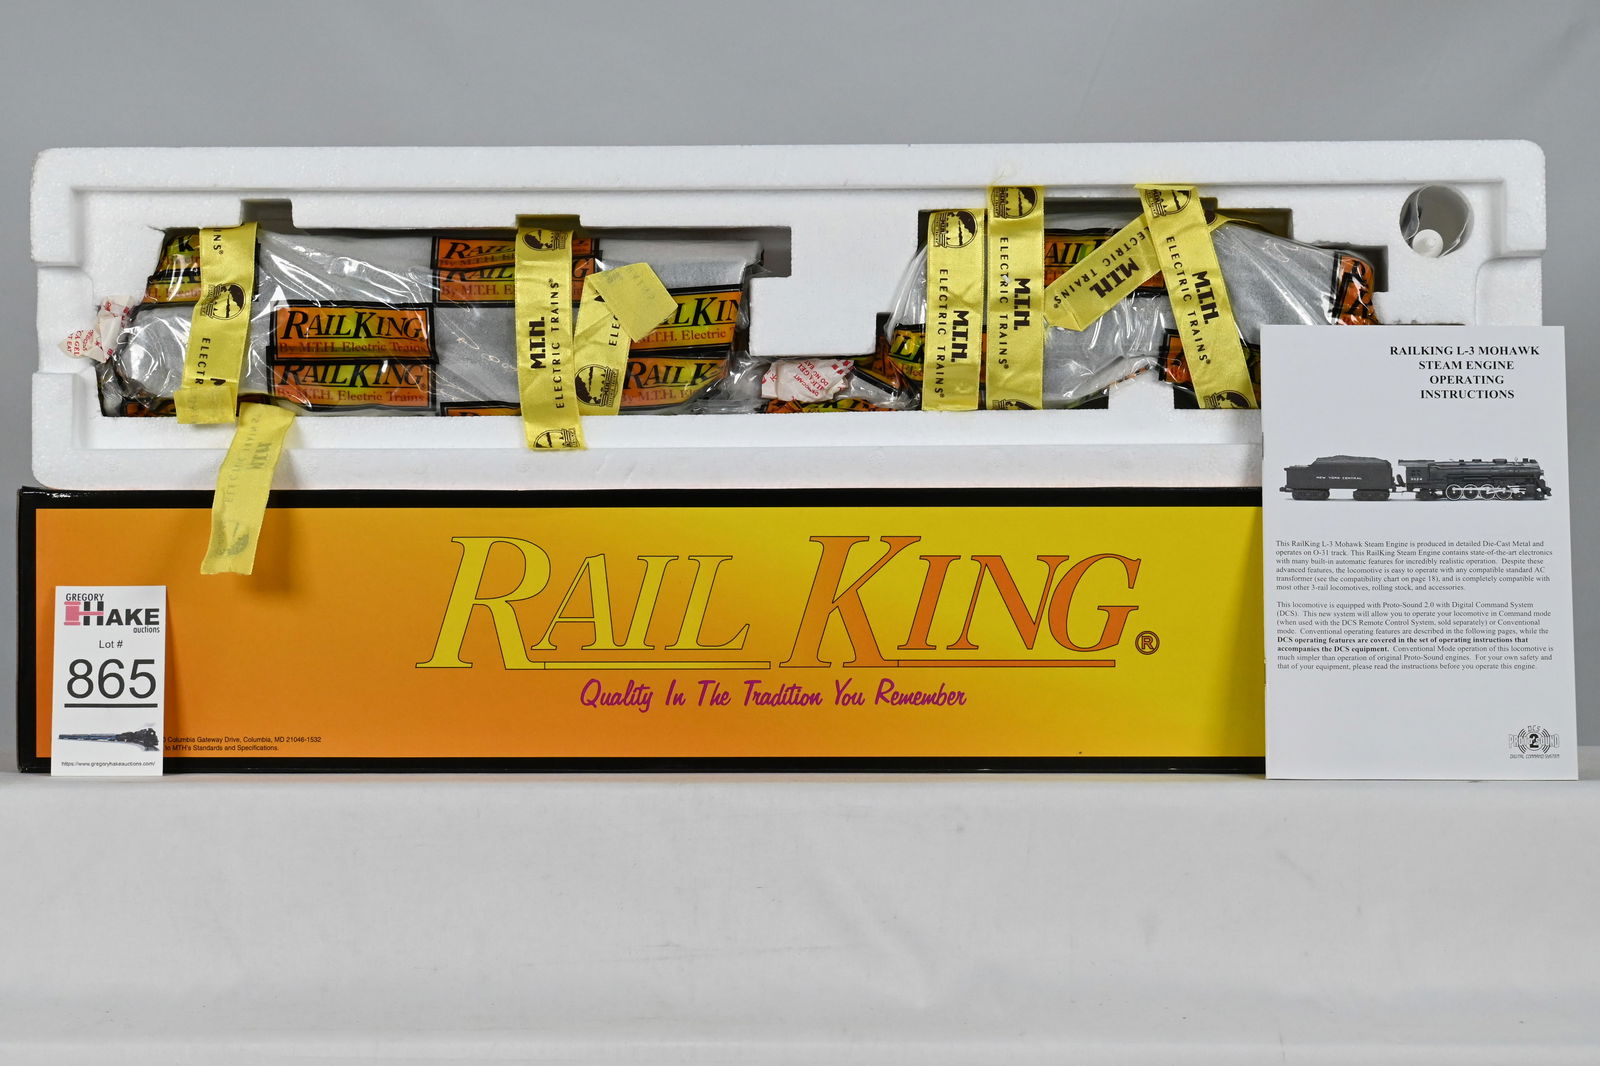 RAILKING
By M.T.H. Electric Trains
RAILKING
By M.T.H. Electric Trains
RAIL
M.T.H.
ELECTRIC TRAINS®
M.T.H.
ELECTRIC TRAINS®
M.T.H.
ELECTRIC TRAINS®
M.T.H.
ELECTRIC TRAINS®
M.T.H.
ELECTRIC TRAINS®
RAIL KING®
Quality In The Tradition You Remember
Columbia Gateway Drive, Columbia, MD 21046-1532
to MTH's Standards and Specifications.
GREGORY
HAKE
auctions
Lot #
865
https://www.gregoryhakeauctions.com/
RAILKING L-3 MOHAWK
STEAM ENGINE
OPERATING
INSTRUCTIONS
NEW YORK CENTRAL
This RailKing L-3 Mohawk Steam Engine is produced in detailed Die-Cast Metal and
operates on O-31 track. This RailKing Steam Engine contains state-of-the-art electronics
with many built-in automatic features for incredibly realistic operation. Despite these
advanced features, the locomotive is easy to operate with any compatible standard AC
transformer (see the compatibility chart on page 18), and is completely compatible with
most other 3-rail locomotives, rolling stock, and accessories.
This locomotive is equipped with Proto-Sound 2.0 with Digital Command System
(DCS). This new system will allow you to operate your locomotive in Command mode
(when used with the DCS Remote Control System, sold separately) or Conventional
mode. Conventional operating features are described in the following pages, while the
DCS operating features are covered in the set of operating instructions that
accompanies the DCS equipment. Conventional Mode operation of this locomotive is
much simpler than operation of original Proto-Sound engines. For your own safety and
that of your equipment, please read the instructions before you operate this engine.
DCS
PROTO-SOUND
2
DIGITAL COMMAND SYSTEM